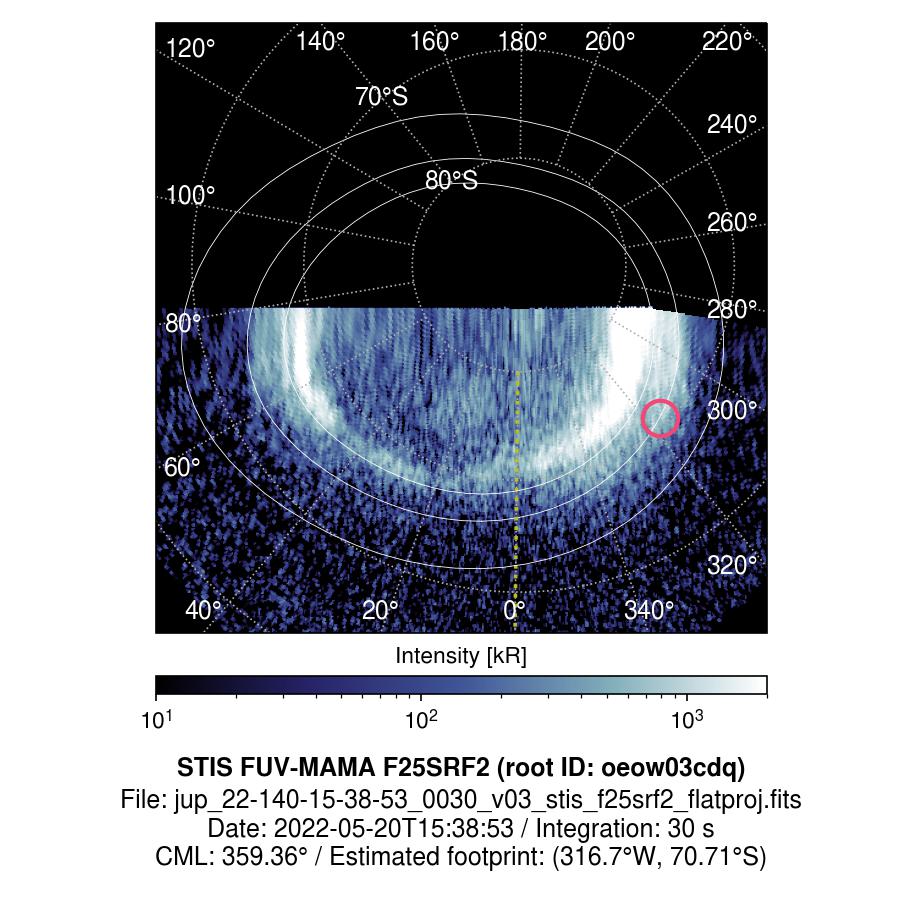 120° 140° 160° 180° 200° 220°
70°S
240°
80°S
100°
260°
280°
80°
300°
60°
320°
40° 20° 0° 340°
Intensity [kR]
10¹ 10² 10³
STIS FUV-MAMA F25SRF2 (root ID: oeow03cdq)
File: jup_22-140-15-38-53_0030_v03_stis_f25srf2_flatproj.fits
Date: 2022-05-20T15:38:53 / Integration: 30 s
CML: 359.36° / Estimated footprint: (316.7°W, 70.71°S)